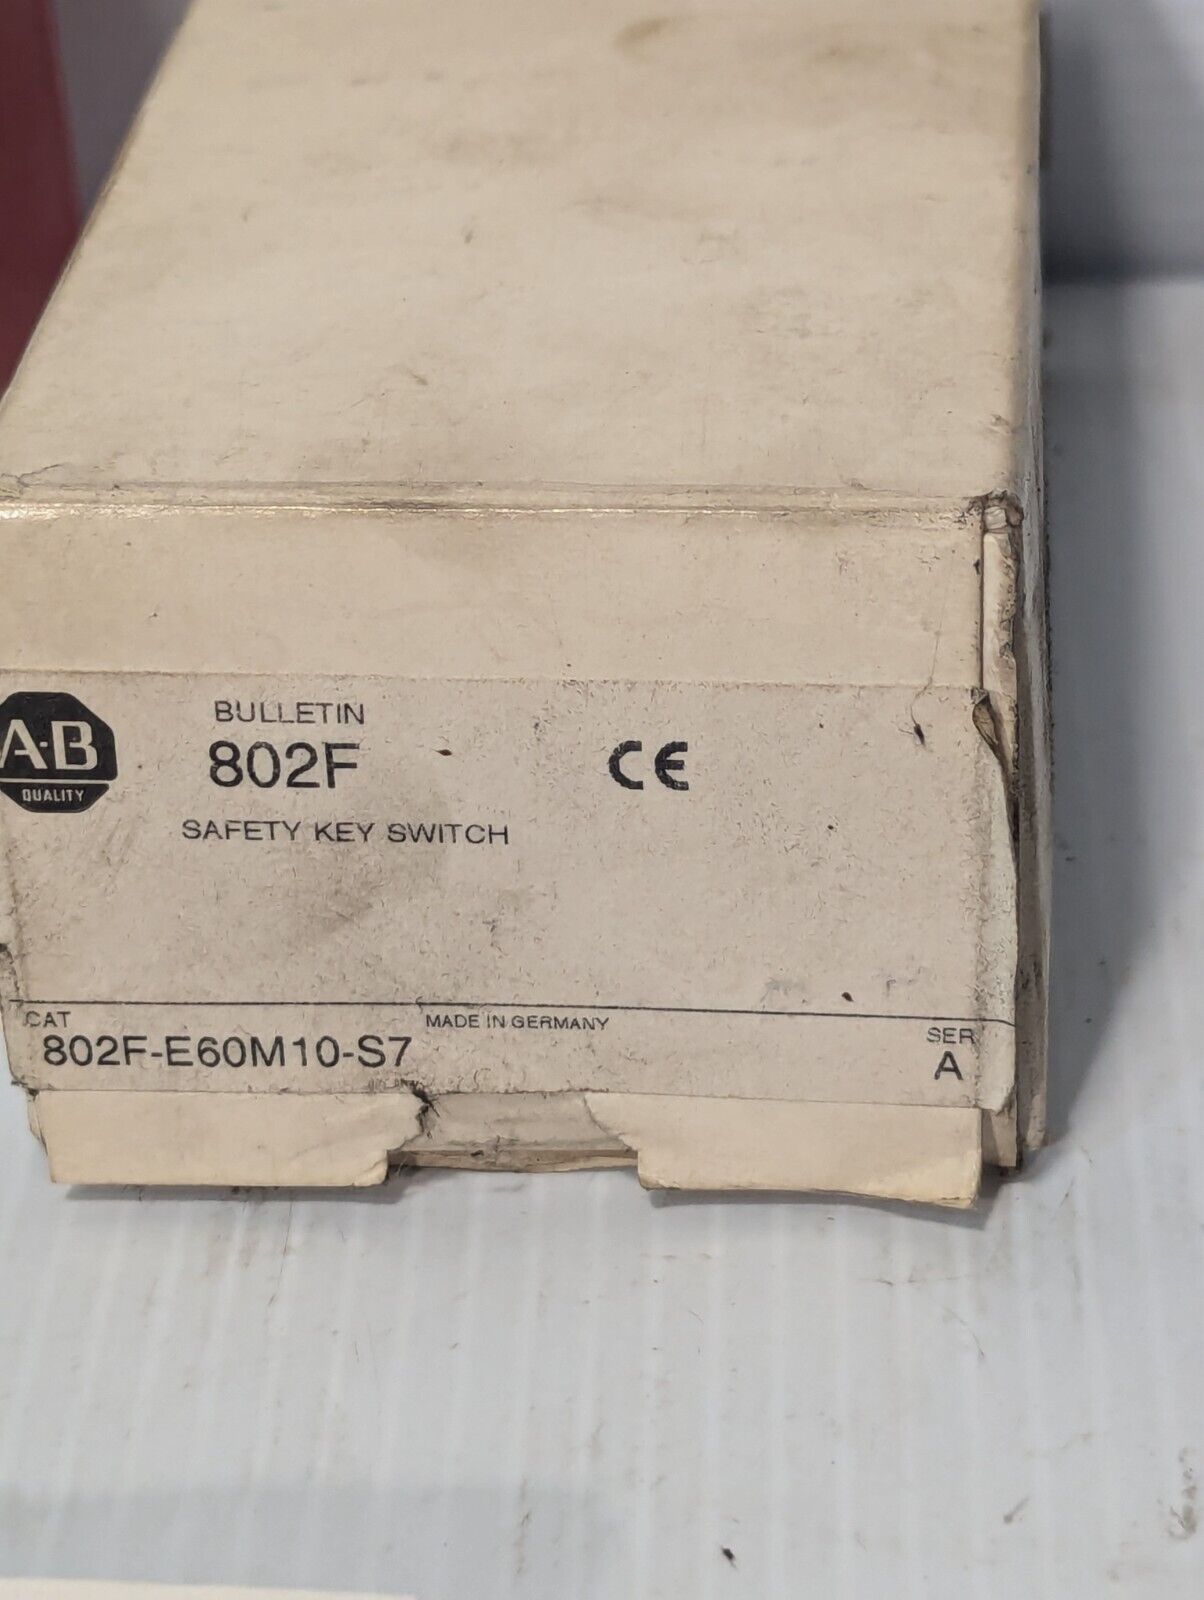 A-B
QUALITY
BULLETIN
802F
CE
SAFETY KEY SWITCH
CAT
MADE IN GERMANY
SER
802F-E60M10-S7
A